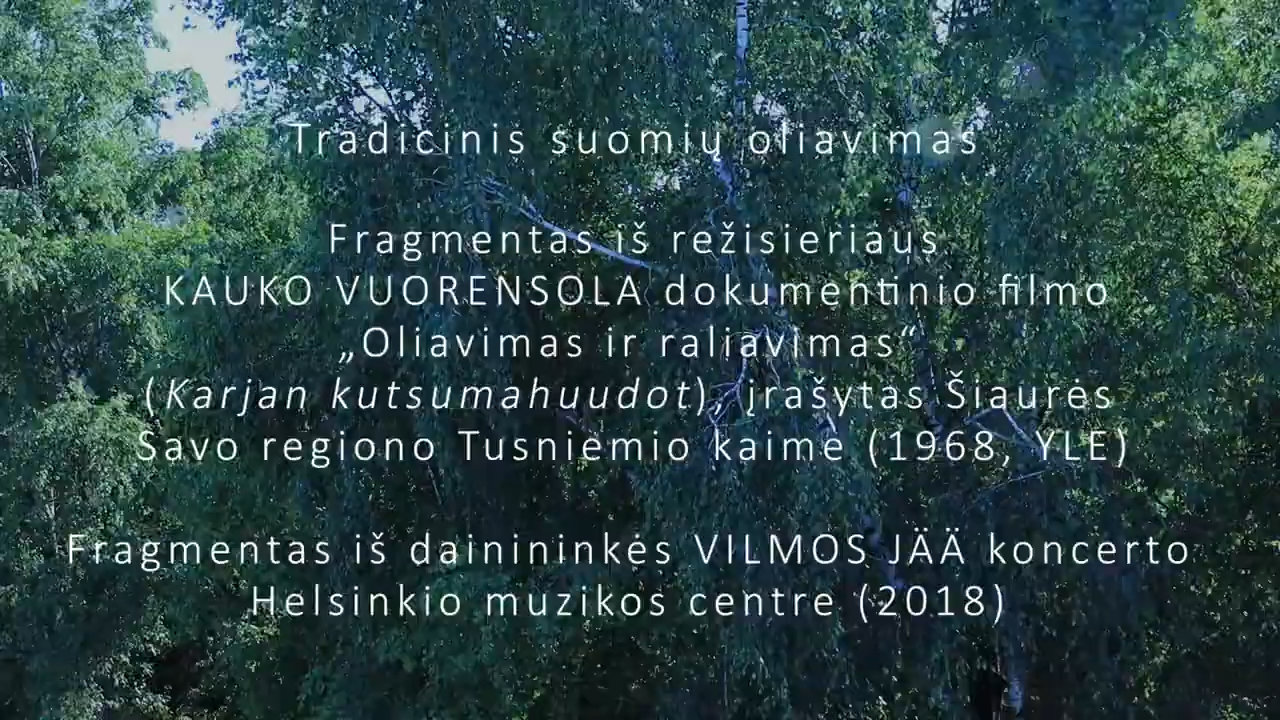 Tradicinis suomių oliavimas
Fragmentas iš režisieriaus
KAUKO VUORENSOLA dokumentinio filmo
„Oliavimas ir raliavimas“
(Karjan kutsumahuudot), įrašytas Šiaurės
Savo regiono Tusniemio kaime (1968, YLE)
Fragmentas iš dainininkės VILMOS JÄÄ koncerto
Helsinkio muzikos centre (2018)